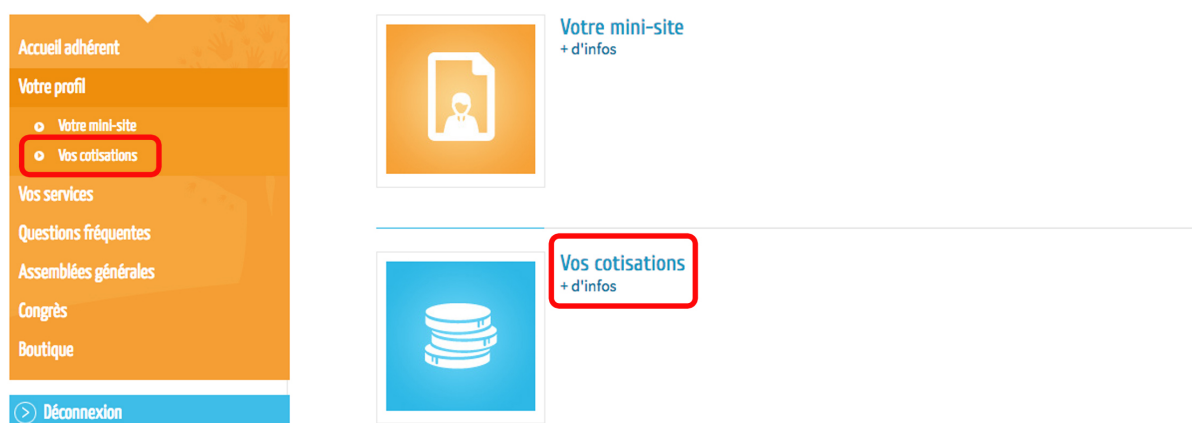 Accueil adhérent
Votre profil
Votre mini-site
Vos cotisations
Vos services
Questions fréquentes
Assemblées générales
Congrès
Boutique
Déconnexion
Votre mini-site
+ d'infos
Vos cotisations
+ d'infos